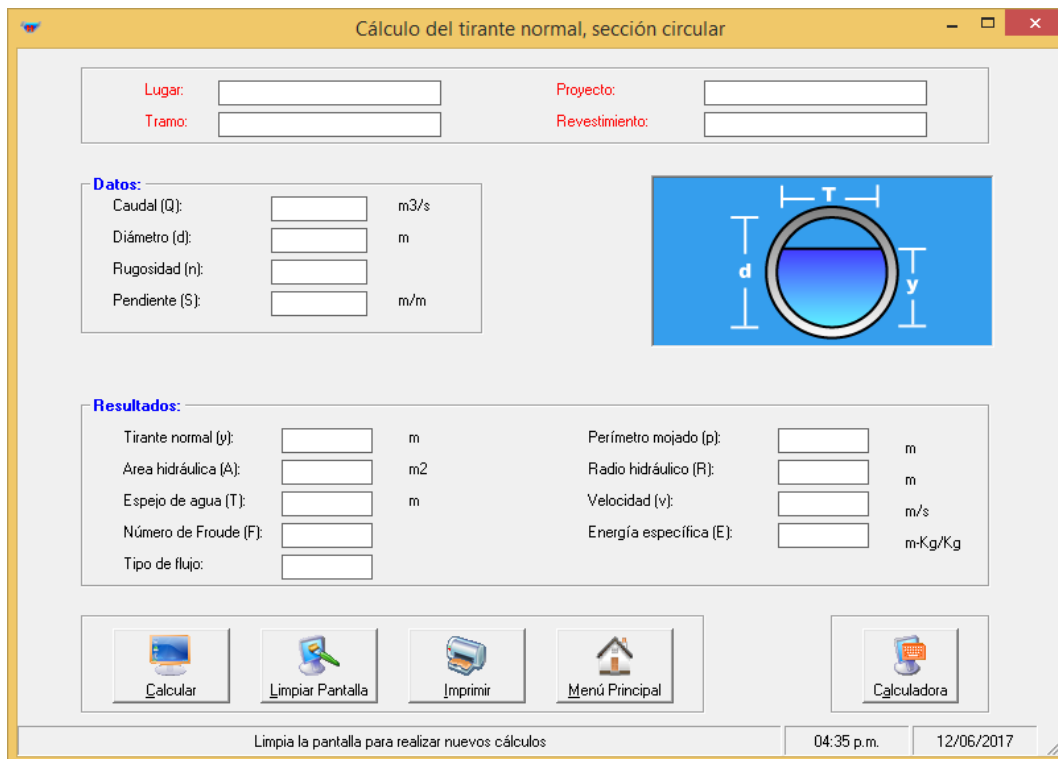 Cálculo del tirante normal, sección circular
Lugar: Proyecto:
Tramo: Revestimiento:
Datos:
Caudal (Q): m3/s
Diámetro (d): m
Rugosidad (n):
Pendiente (S): m/m
T
d
y
Resultados:
Tirante normal (y): m Perímetro mojado (p): m
Area hidráulica (A): m2 Radio hidráulico (R): m
Espejo de agua (T): m Velocidad (v): m/s
Número de Froude (F): Energía específica (E): m-Kg/Kg
Tipo de flujo:
Calcular Limpiar Pantalla Imprimir Menú Principal Calculadora
Limpia la pantalla para realizar nuevos cálculos 04:35 p.m. 12/06/2017